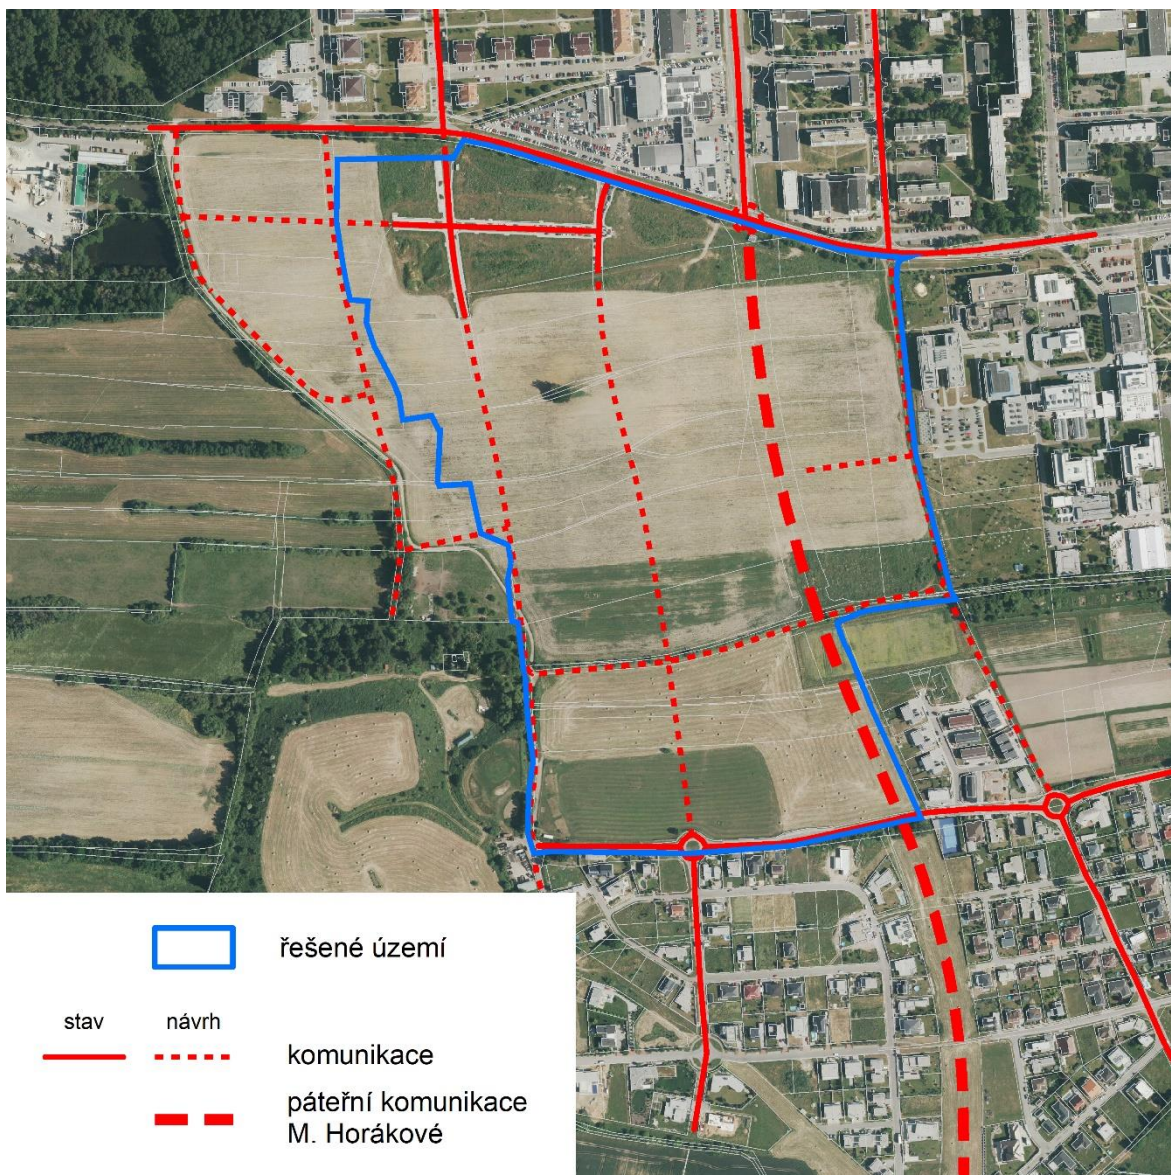 řešené území
stav návrh
komunikace
páteřní komunikace
M. Horákové